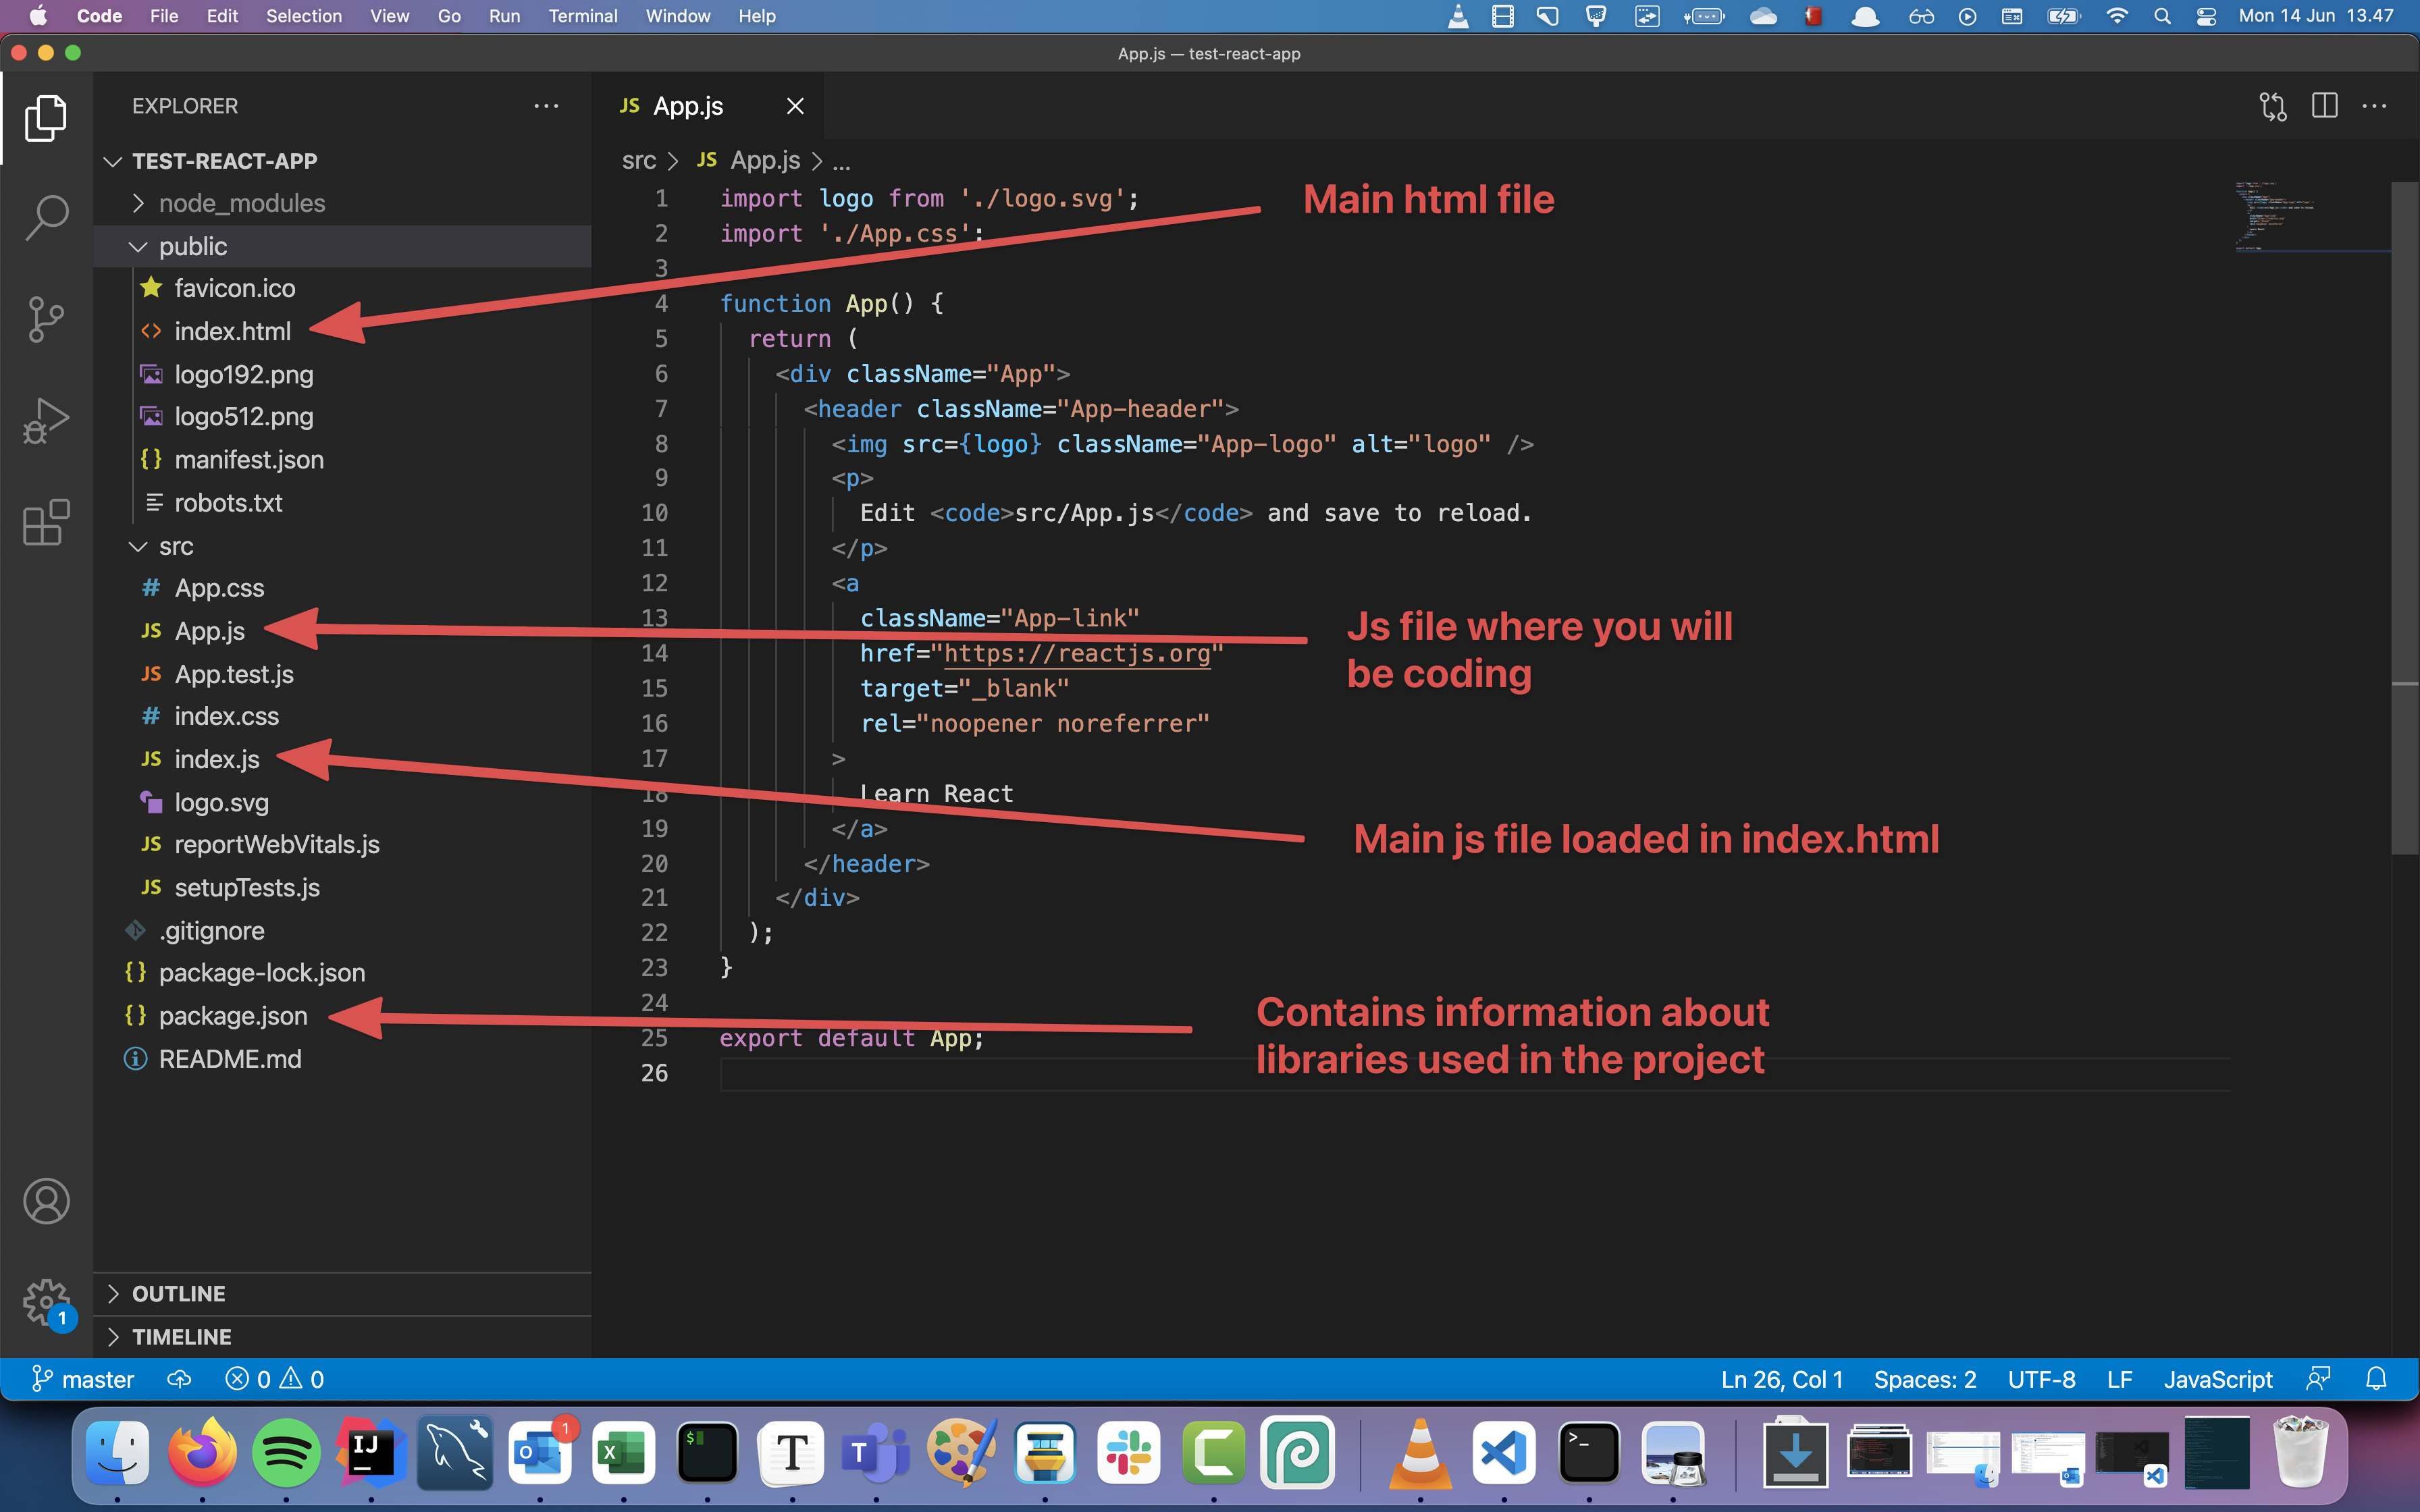 Code File Edit Selection View Go Run Terminal Window Help Mon 14 Jun 13.47
App.js — test-react-app
EXPLORER
TEST-REACT-APP
node_modules
public
favicon.ico
index.html
logo192.png
logo512.png
manifest.json
robots.txt
src
App.css
App.js
App.test.js
index.css
index.js
logo.svg
reportWebVitals.js
setupTests.js
.gitignore
package-lock.json
package.json
README.md
OUTLINE
TIMELINE
JS App.js
src > JS App.js > ...
1 import logo from './logo.svg';
2 import './App.css';
3
4 function App() {
5 return (
6 <div className="App">
7 <header className="App-header">
8 <img src={logo} className="App-logo" alt="logo" />
9 <p>
10 Edit <code>src/App.js</code> and save to reload.
11 </p>
12 <a
13 className="App-link"
14 href="https://reactjs.org"
15 target="_blank"
16 rel="noopener noreferrer"
17 >
18 Learn React
19 </a>
20 </header>
21 </div>
22 );
23 }
24
25 export default App;
26
Main html file
Js file where you will
be coding
Main js file loaded in index.html
Contains information about
libraries used in the project
1
master 0 0 Ln 26, Col 1 Spaces: 2 UTF-8 LF JavaScript
1